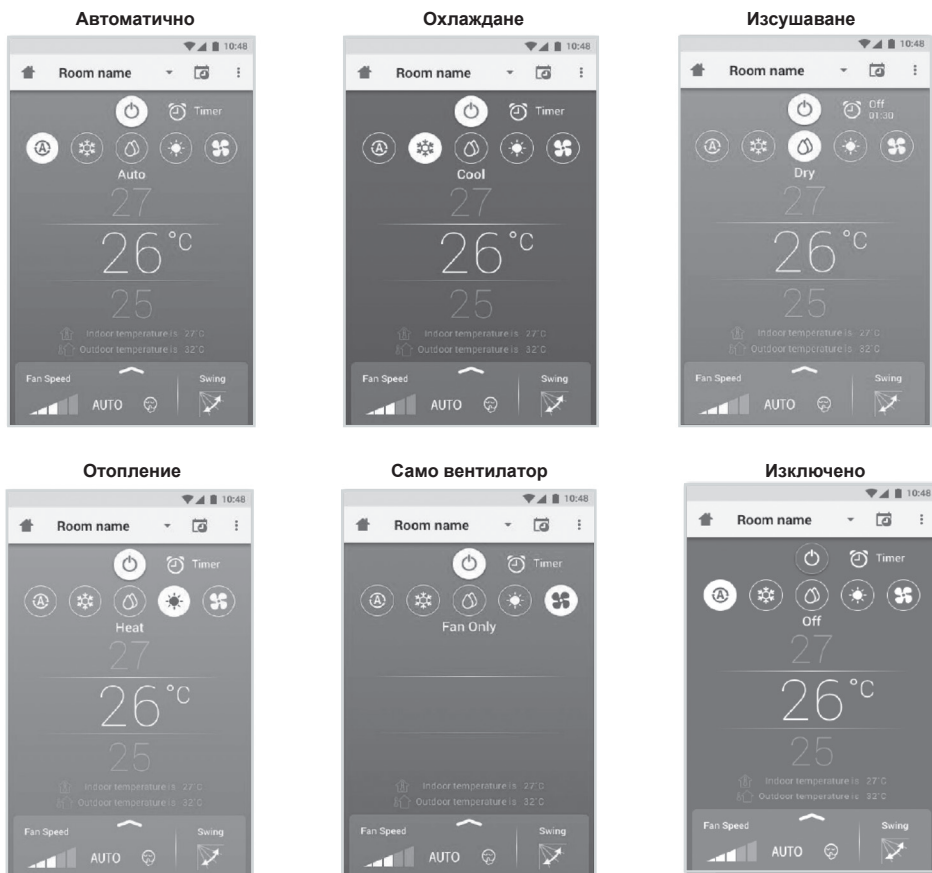 Автоматично
10:48
Room name
Timer
Auto
27
26°C
25
Indoor temperature is 27°C
Outdoor temperature is 32°C
Fan Speed
Swing
AUTO
Охлаждане
10:48
Room name
Timer
Cool
27
26°C
25
Indoor temperature is 27°C
Outdoor temperature is 32°C
Fan Speed
Swing
AUTO
Изсушаване
10:48
Room name
Off
01:30
Dry
27
26°C
25
Indoor temperature is 27°C
Outdoor temperature is 32°C
Fan Speed
Swing
AUTO
Отопление
10:48
Room name
Timer
Heat
27
26°C
25
Indoor temperature is 27°C
Outdoor temperature is 32°C
Fan Speed
Swing
AUTO
Само вентилатор
10:48
Room name
Timer
Fan Only
Indoor temperature is 27°C
Outdoor temperature is 32°C
Fan Speed
Swing
AUTO
Изключено
10:48
Room name
Timer
Off
27
26°C
25
Indoor temperature is 27°C
Outdoor temperature is 32°C
Fan Speed
Swing
AUTO